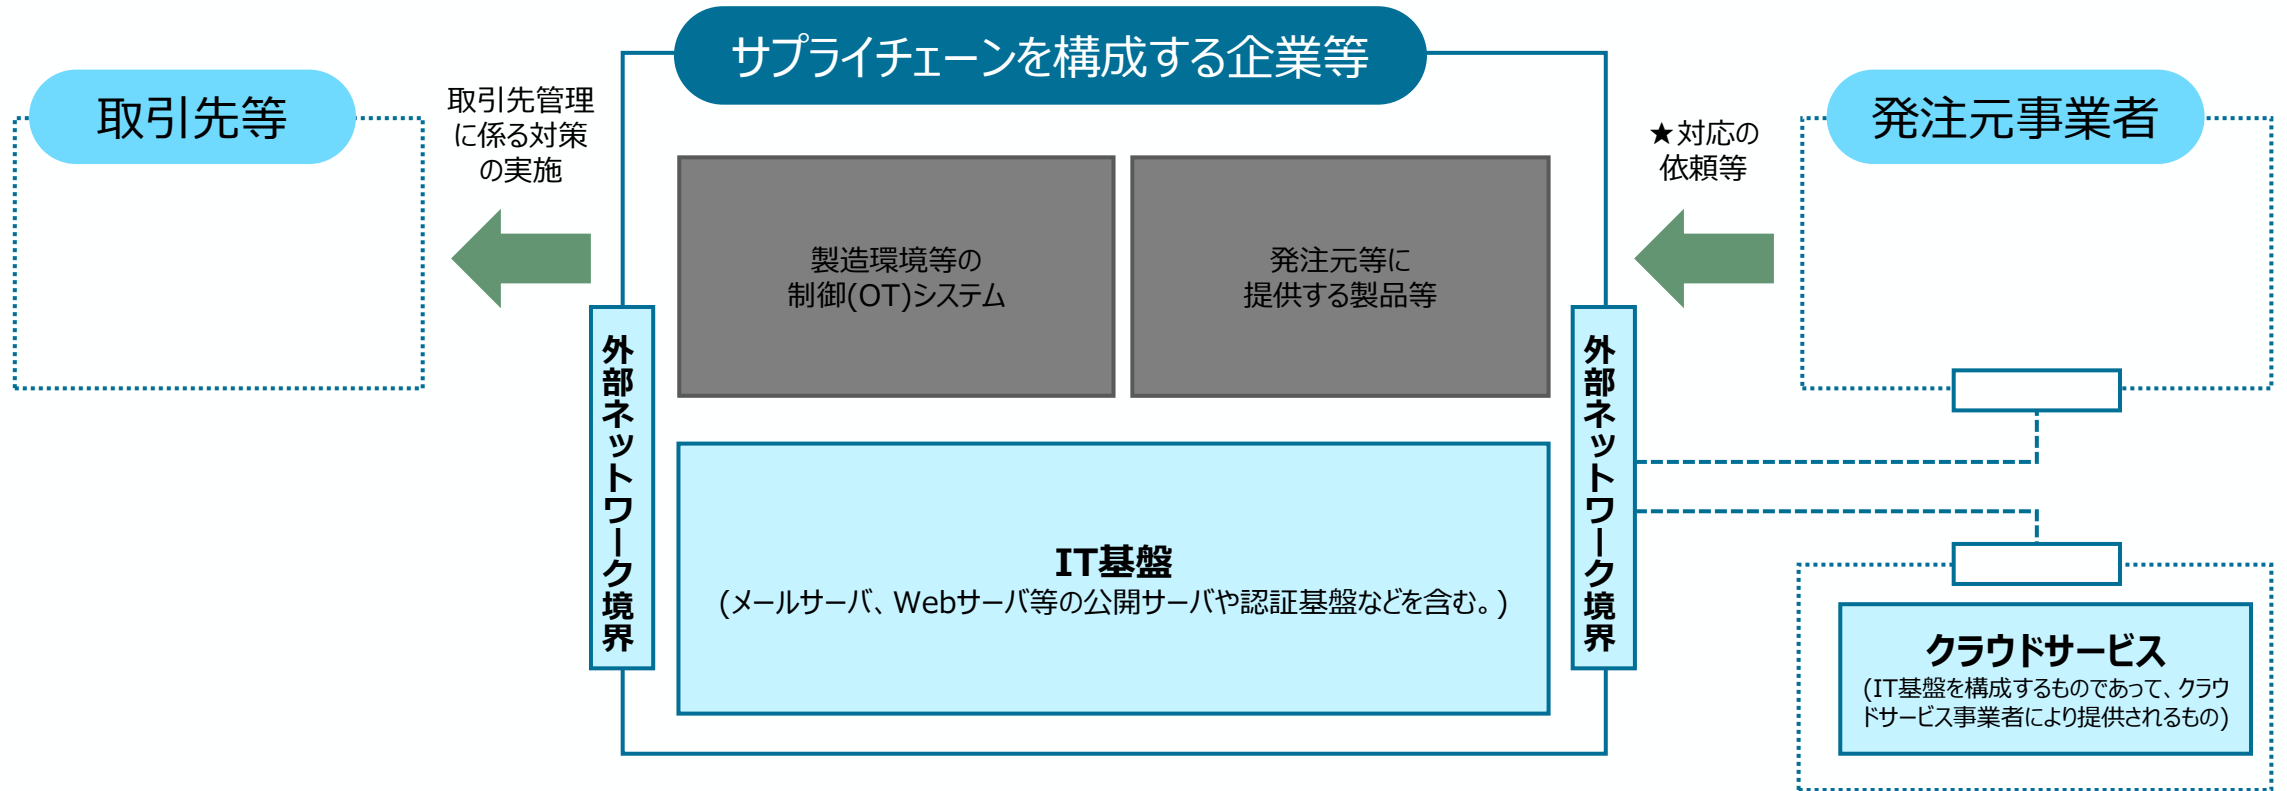 サプライチェーンを構成する企業等
取引先等
取引先管理
に係る対策
の実施
発注元事業者
★対応の
依頼等
製造環境等の
制御(OT)システム
発注元等に
提供する製品等
外部ネットワーク境界
外部ネットワーク境界
IT基盤
(メールサーバ、Webサーバ等の公開サーバや認証基盤などを含む。)
クラウドサービス
(IT基盤を構成するものであって、クラウ
ドサービス事業者により提供されるもの)